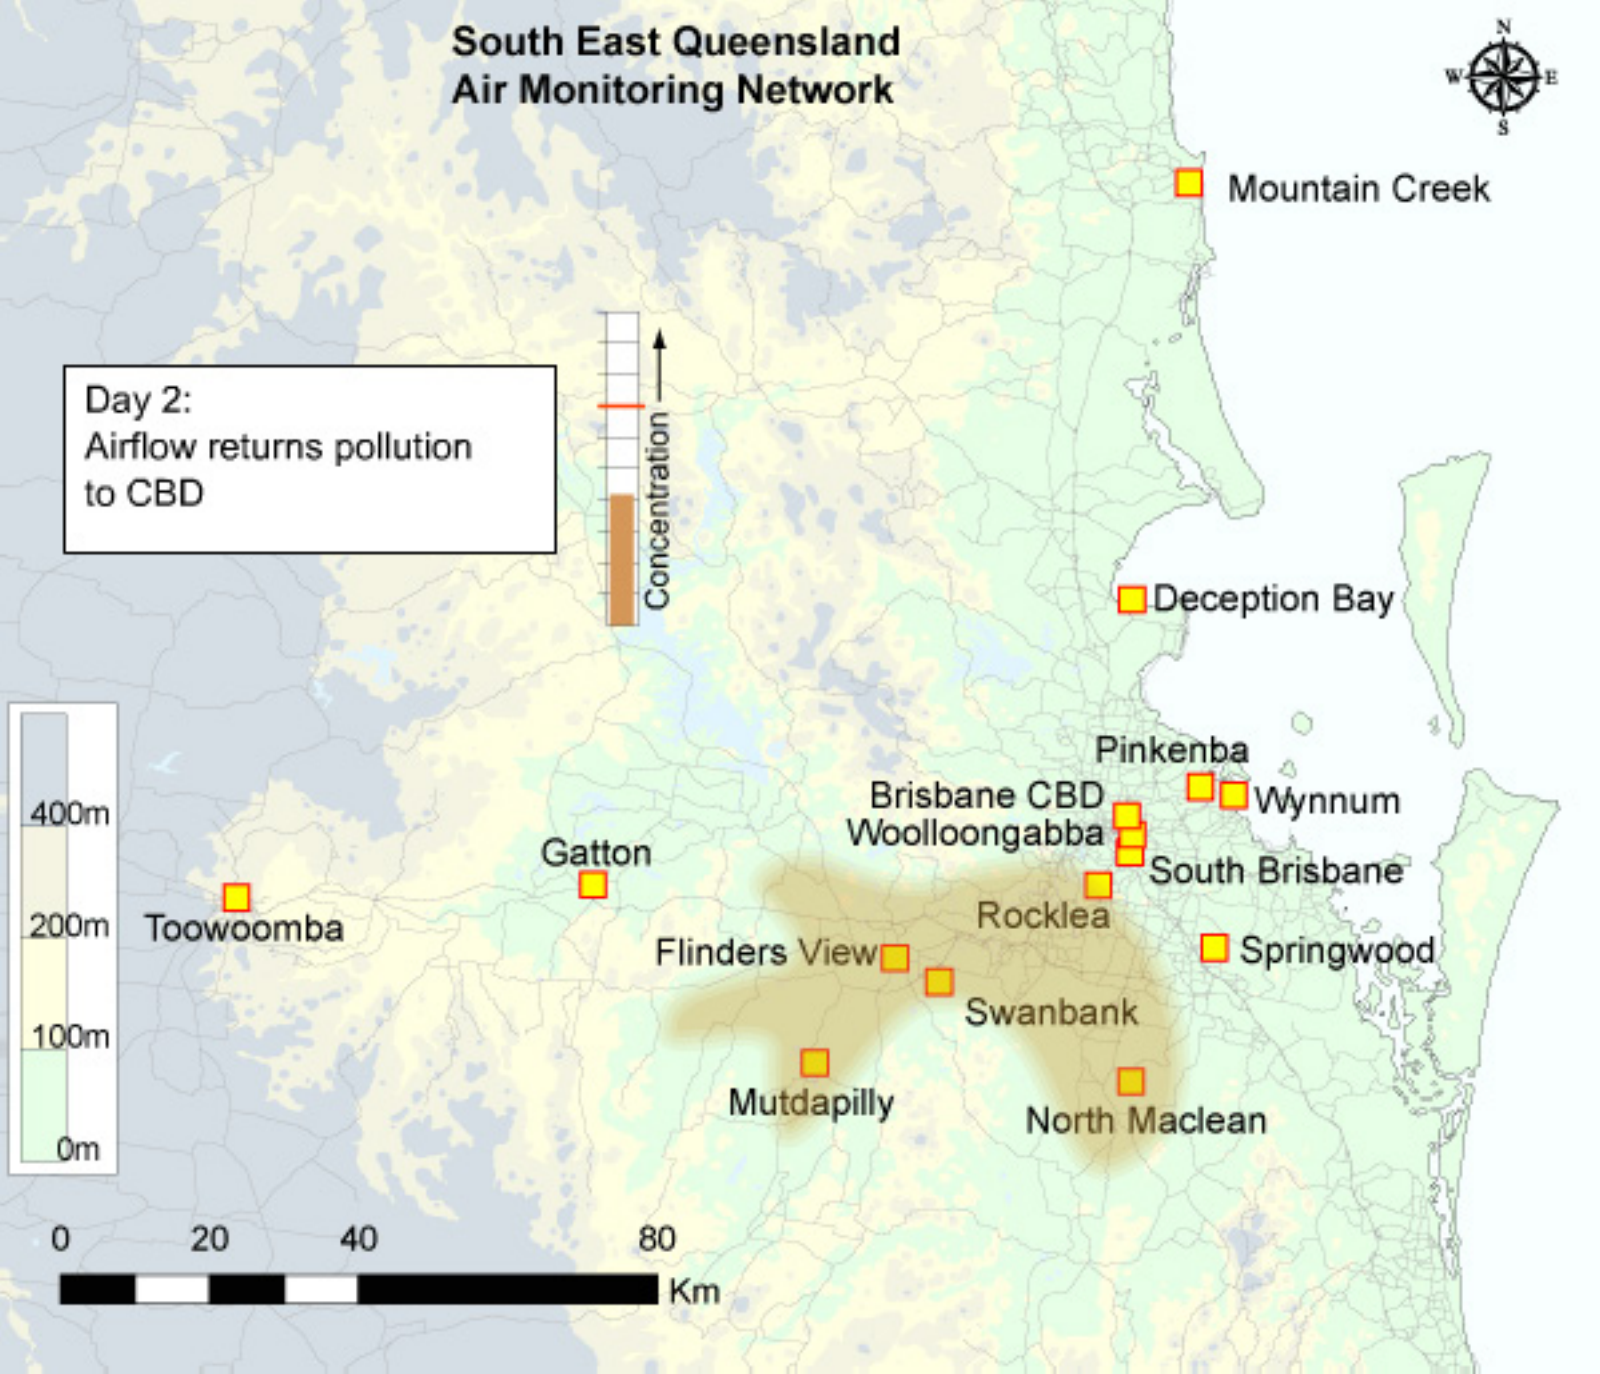 South East Queensland
Air Monitoring Network
N
W
E
S
Mountain Creek
Day 2:
Airflow returns pollution
to CBD
Concentration
Deception Bay
Pinkenba
Brisbane CBD
Wynnum
Woolloongabba
South Brisbane
Gatton
Toowoomba
Rocklea
Flinders View
Springwood
Swanbank
Mutdapilly
North Maclean
400m
200m
100m
0m
0 20 40 80
Km